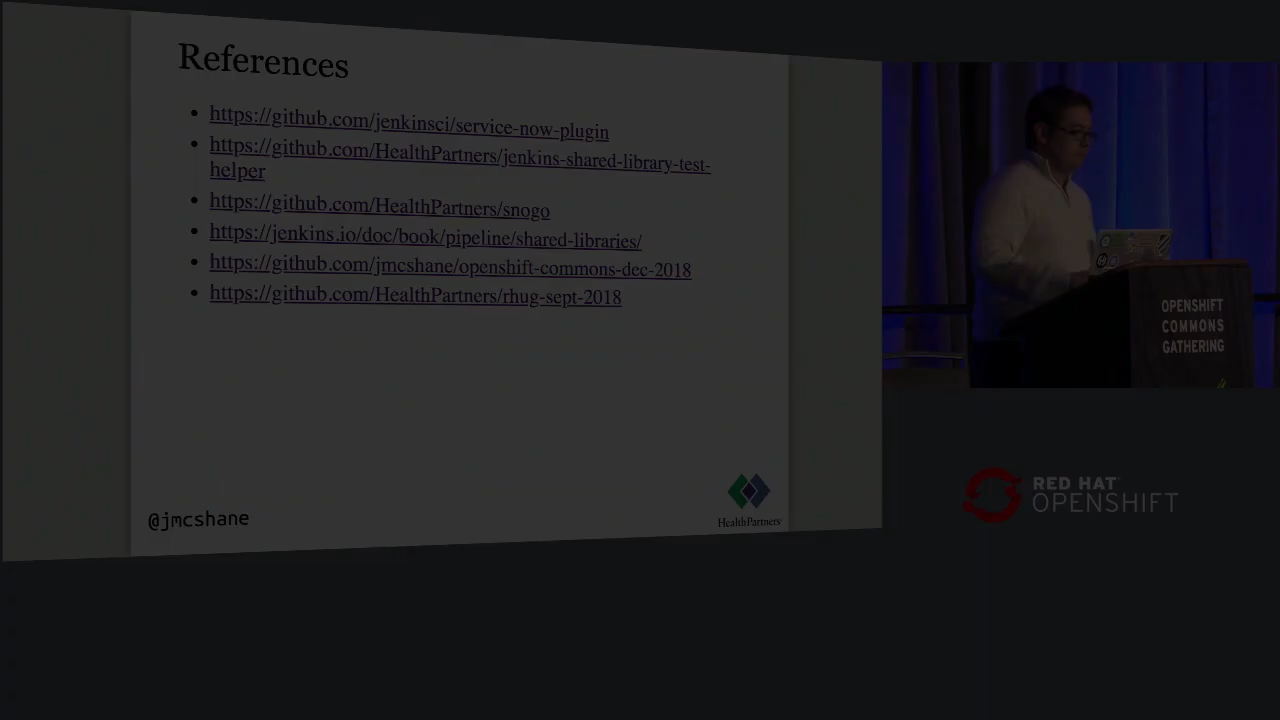 References
https://github.com/jenkinsci/service-now-plugin
https://github.com/HealthPartners/jenkins-shared-library-test-
helper
https://github.com/HealthPartners/snogo
https://jenkins.io/doc/book/pipeline/shared-libraries/
https://github.com/jmcshane/openshift-commons-dec-2018
https://github.com/HealthPartners/rhug-sept-2018
@jmcshane
HealthPartners
OPENSHIFT
COMMONS
GATHERING
RED HAT
OPENSHIFT